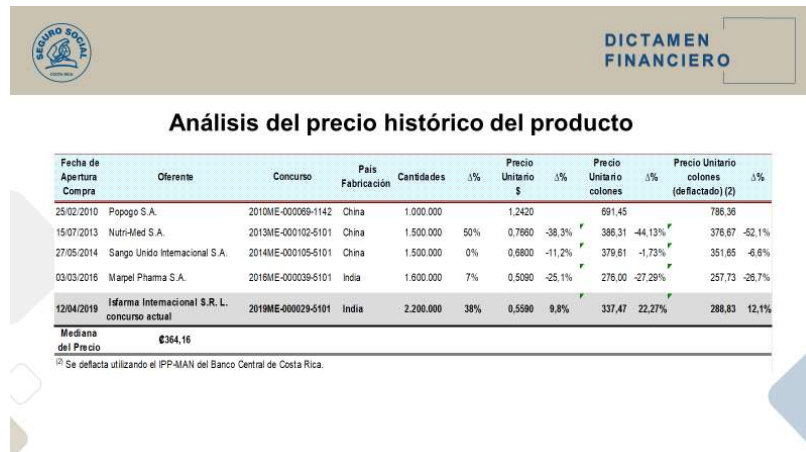 SEGURO SOCIAL
COSTA RICA
DICTAMEN
FINANCIERO
Análisis del precio histórico del producto
Fecha de Apertura Compra Oferente Concurso País Fabricación Cantidades Δ% Precio Unitario $ Δ% Precio Unitario colones Δ% Precio Unitario colones (deflactado) (2) Δ%
25/02/2010 Popogo S.A. 2010ME-000069-1142 China 1.000.000 1,2420 691,45 786,36
15/07/2013 Nutri-Med S.A. 2013ME-000102-5101 China 1.500.000 50% 0,7660 -38,3% 386,31 -44,13% 376,67 -52,1%
27/05/2014 Sango Unido Internacional S.A. 2014ME-000105-5101 China 1.500.000 0% 0,6800 -11,2% 379,61 -1,73% 351,65 -6,6%
03/03/2016 Marpel Pharma S.A. 2016ME-000039-5101 India 1.600.000 7% 0,5090 -25,1% 276,00 -27,29% 257,73 -26,7%
12/04/2019 Isfarma Internacional S.R. L. concurso actual 2019ME-000029-5101 India 2.200.000 38% 0,5590 9,8% 337,47 22,27% 288,83 12,1%
Mediana del Precio ₡364,16
(2) Se deflacta utilizando el IPP-MAN del Banco Central de Costa Rica.